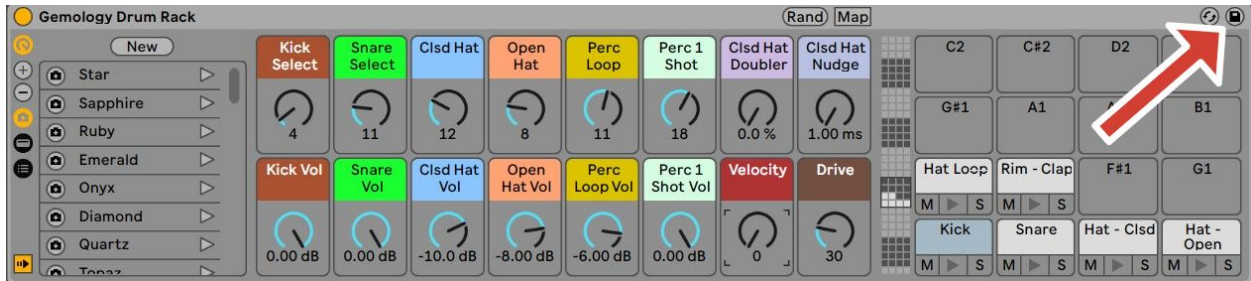 Gemology Drum Rack
Rand Map
New
Star
Sapphire
Ruby
Emerald
Onyx
Diamond
Quartz
Topaz
Kick Select
Snare Select
Clsd Hat
Open Hat
Perc Loop
Perc 1 Shot
Clsd Hat Doubler
Clsd Hat Nudge
4
11
12
8
11
18
0.0 %
1.00 ms
Kick Vol
Snare Vol
Clsd Hat Vol
Open Hat Vol
Perc Loop Vol
Perc 1 Shot Vol
Velocity
Drive
0.00 dB
0.00 dB
-10.0 dB
-8.00 dB
-6.00 dB
0.00 dB
0
30
C2
C#2
D2
G#1
A1
B1
Hat Loop
Rim - Clap
F#1
G1
M S
M S
Kick
Snare
Hat - Clsd
Hat - Open
M S
M S
M S
M S